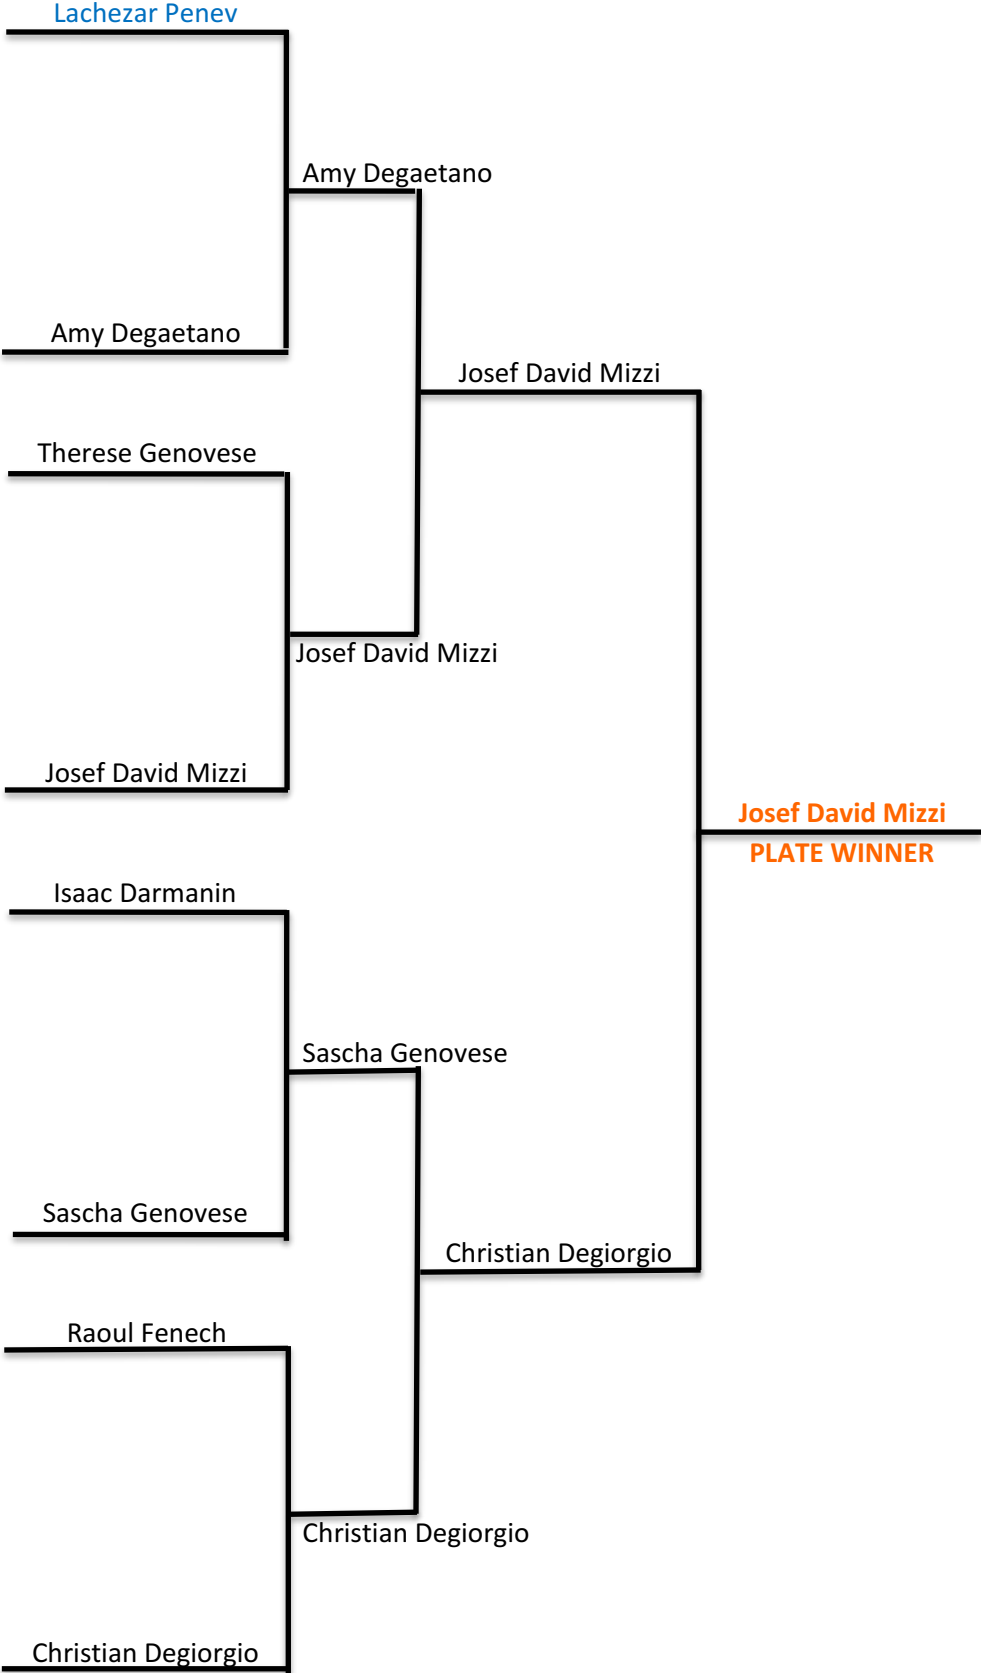 Lachezar Penev
Amy Degaetano
Amy Degaetano
Josef David Mizzi
Therese Genovese
Josef David Mizzi
Josef David Mizzi
Josef David Mizzi
PLATE WINNER
Isaac Darmanin
Sascha Genovese
Sascha Genovese
Christian Degiorgio
Raoul Fenech
Christian Degiorgio
Christian Degiorgio